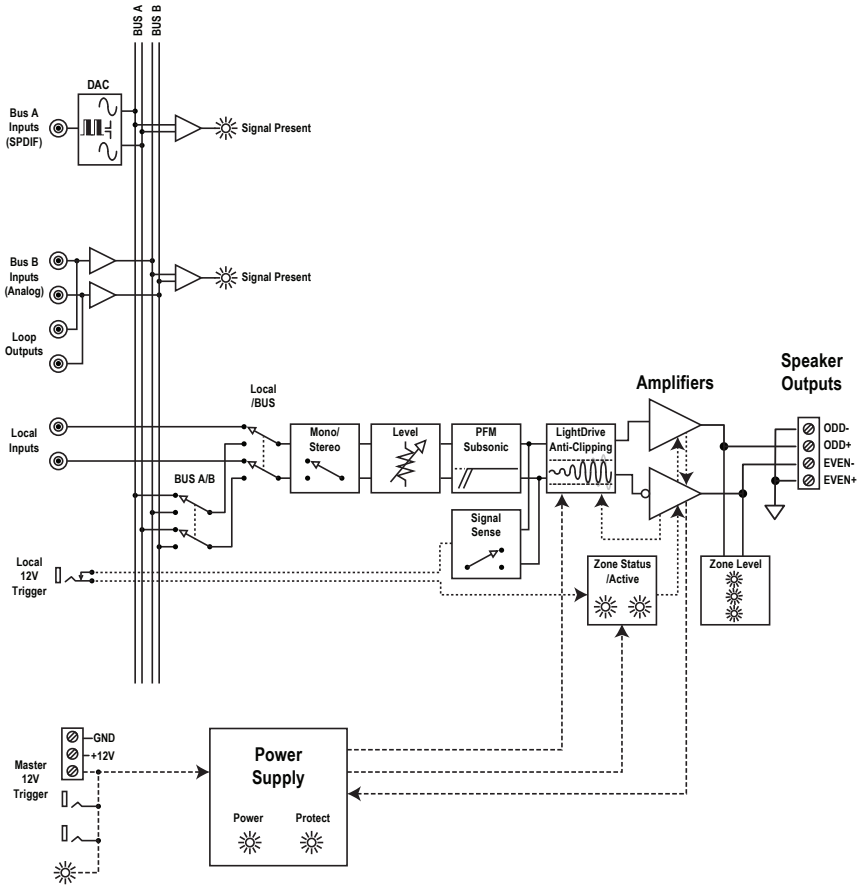 BUS A
BUS B
DAC
Bus A
Inputs
(SPDIF)
Signal Present
Bus B
Inputs
(Analog)
Signal Present
Loop
Outputs
Local
/BUS
Amplifiers
Speaker
Outputs
Local
Inputs
Mono/
Stereo
Level
PFM
Subsonic
LightDrive
Anti-Clipping
ODD-
ODD+
EVEN-
EVEN+
BUS A/B
Signal
Sense
Local
12V
Trigger
Zone Status
/Active
Zone Level
GND
+12V
Master
12V
Trigger
Power
Supply
Power
Protect